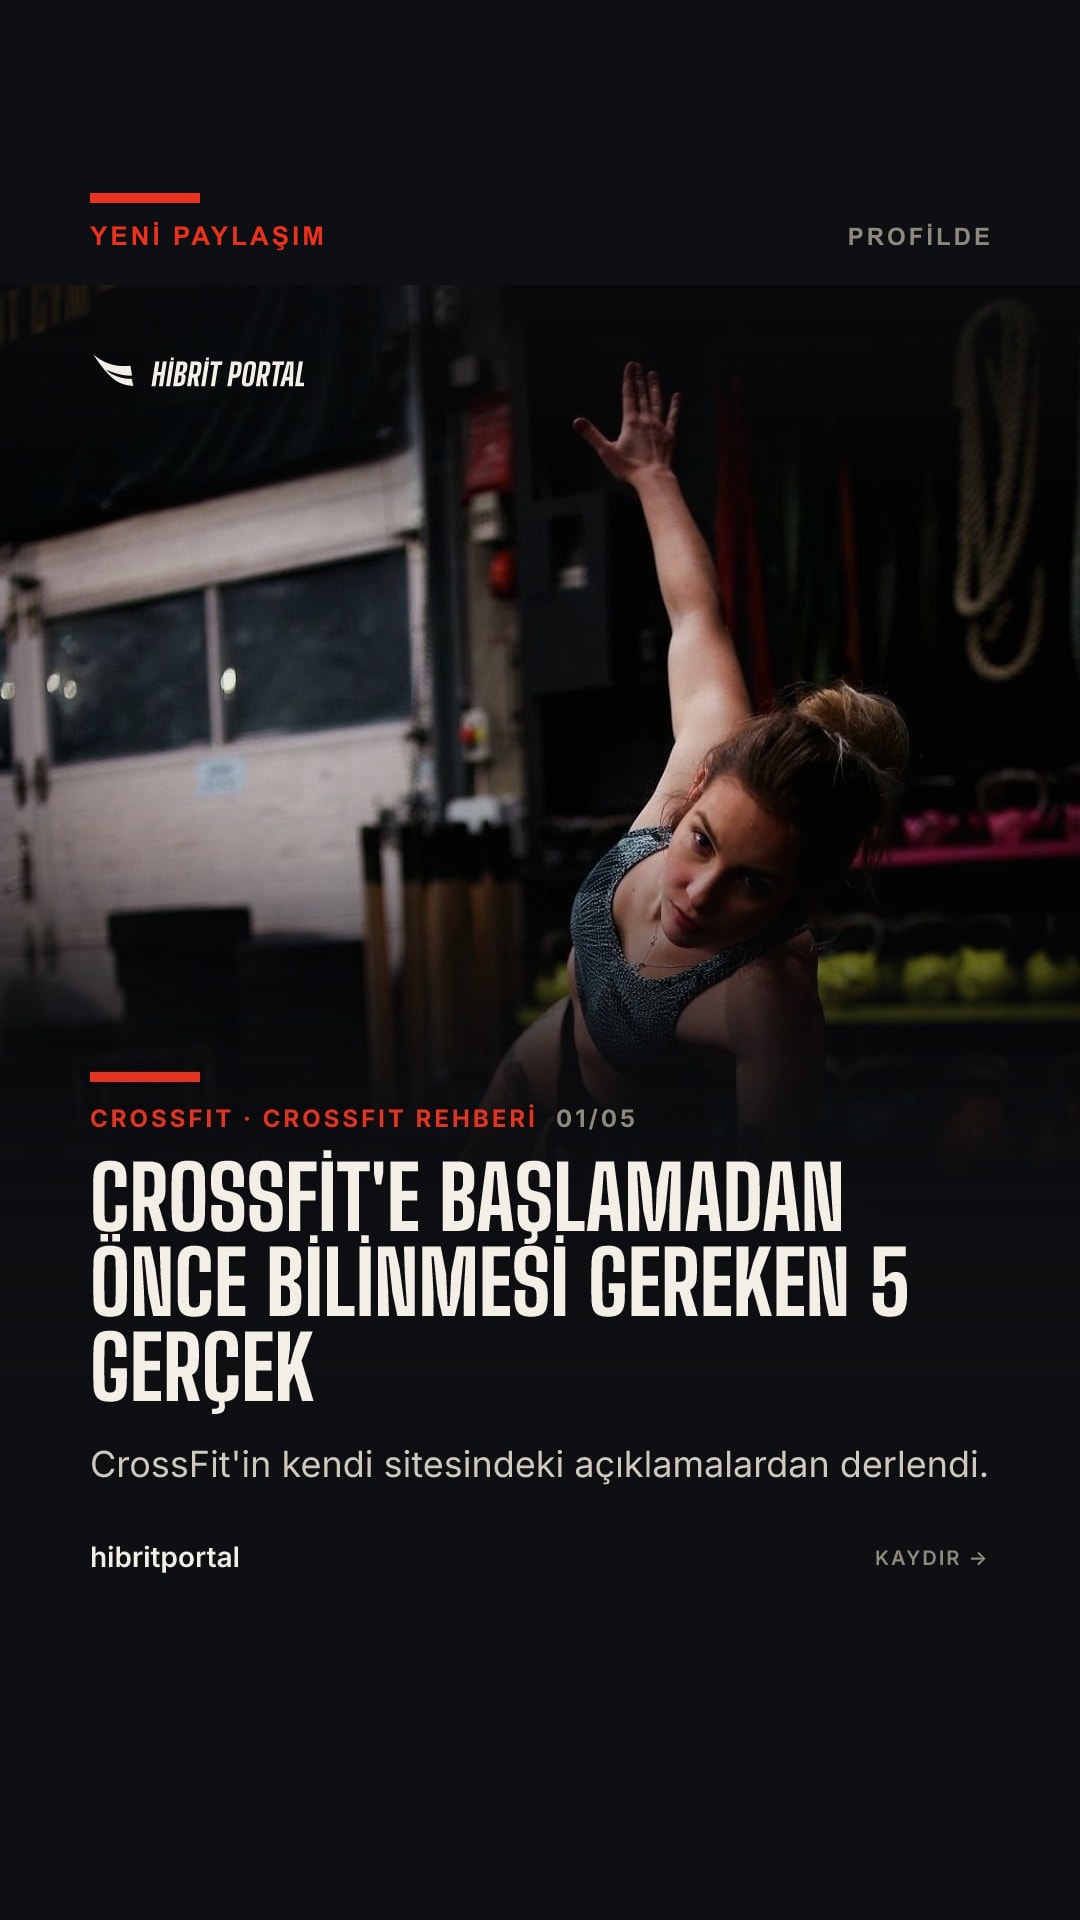 YENİ PAYLAŞIM
PROFİLDE
HİBRİT PORTAL
CROSSFIT · CROSSFIT REHBERİ 01/05
CROSSFİT'E BAŞLAMADAN
ÖNCE BİLİNMESİ GEREKEN 5
GERÇEK
CrossFit'in kendi sitesindeki açıklamalardan derlendi.
hibritportal
KAYDIR →